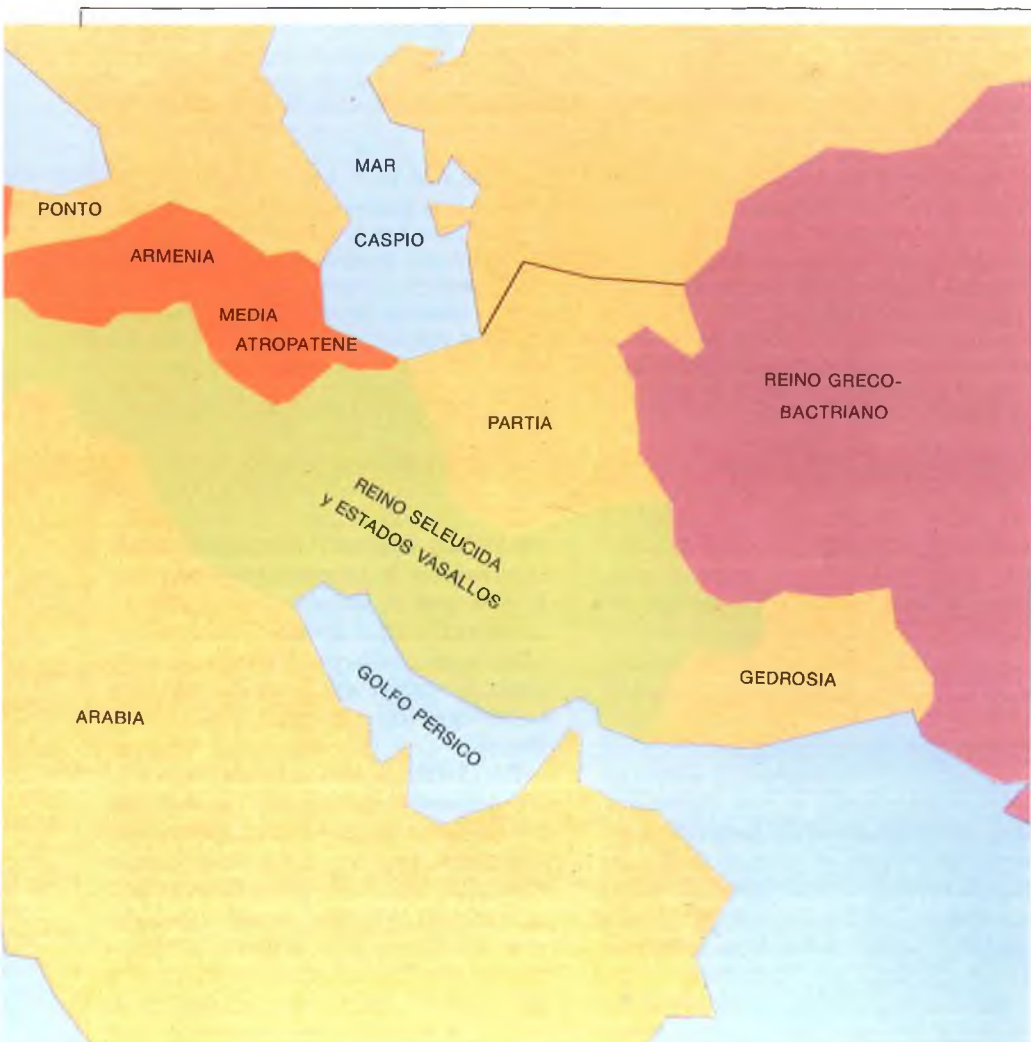 MAR
CASPIO
PONTO
ARMENIA
MEDIA
ATROPATENE
PARTIA
REINO GRECO-
BACTRIANO
REINO SELEUCIDA
y ESTADOS VASALLOS
GEDROSIA
GOLFO PERSICO
ARABIA